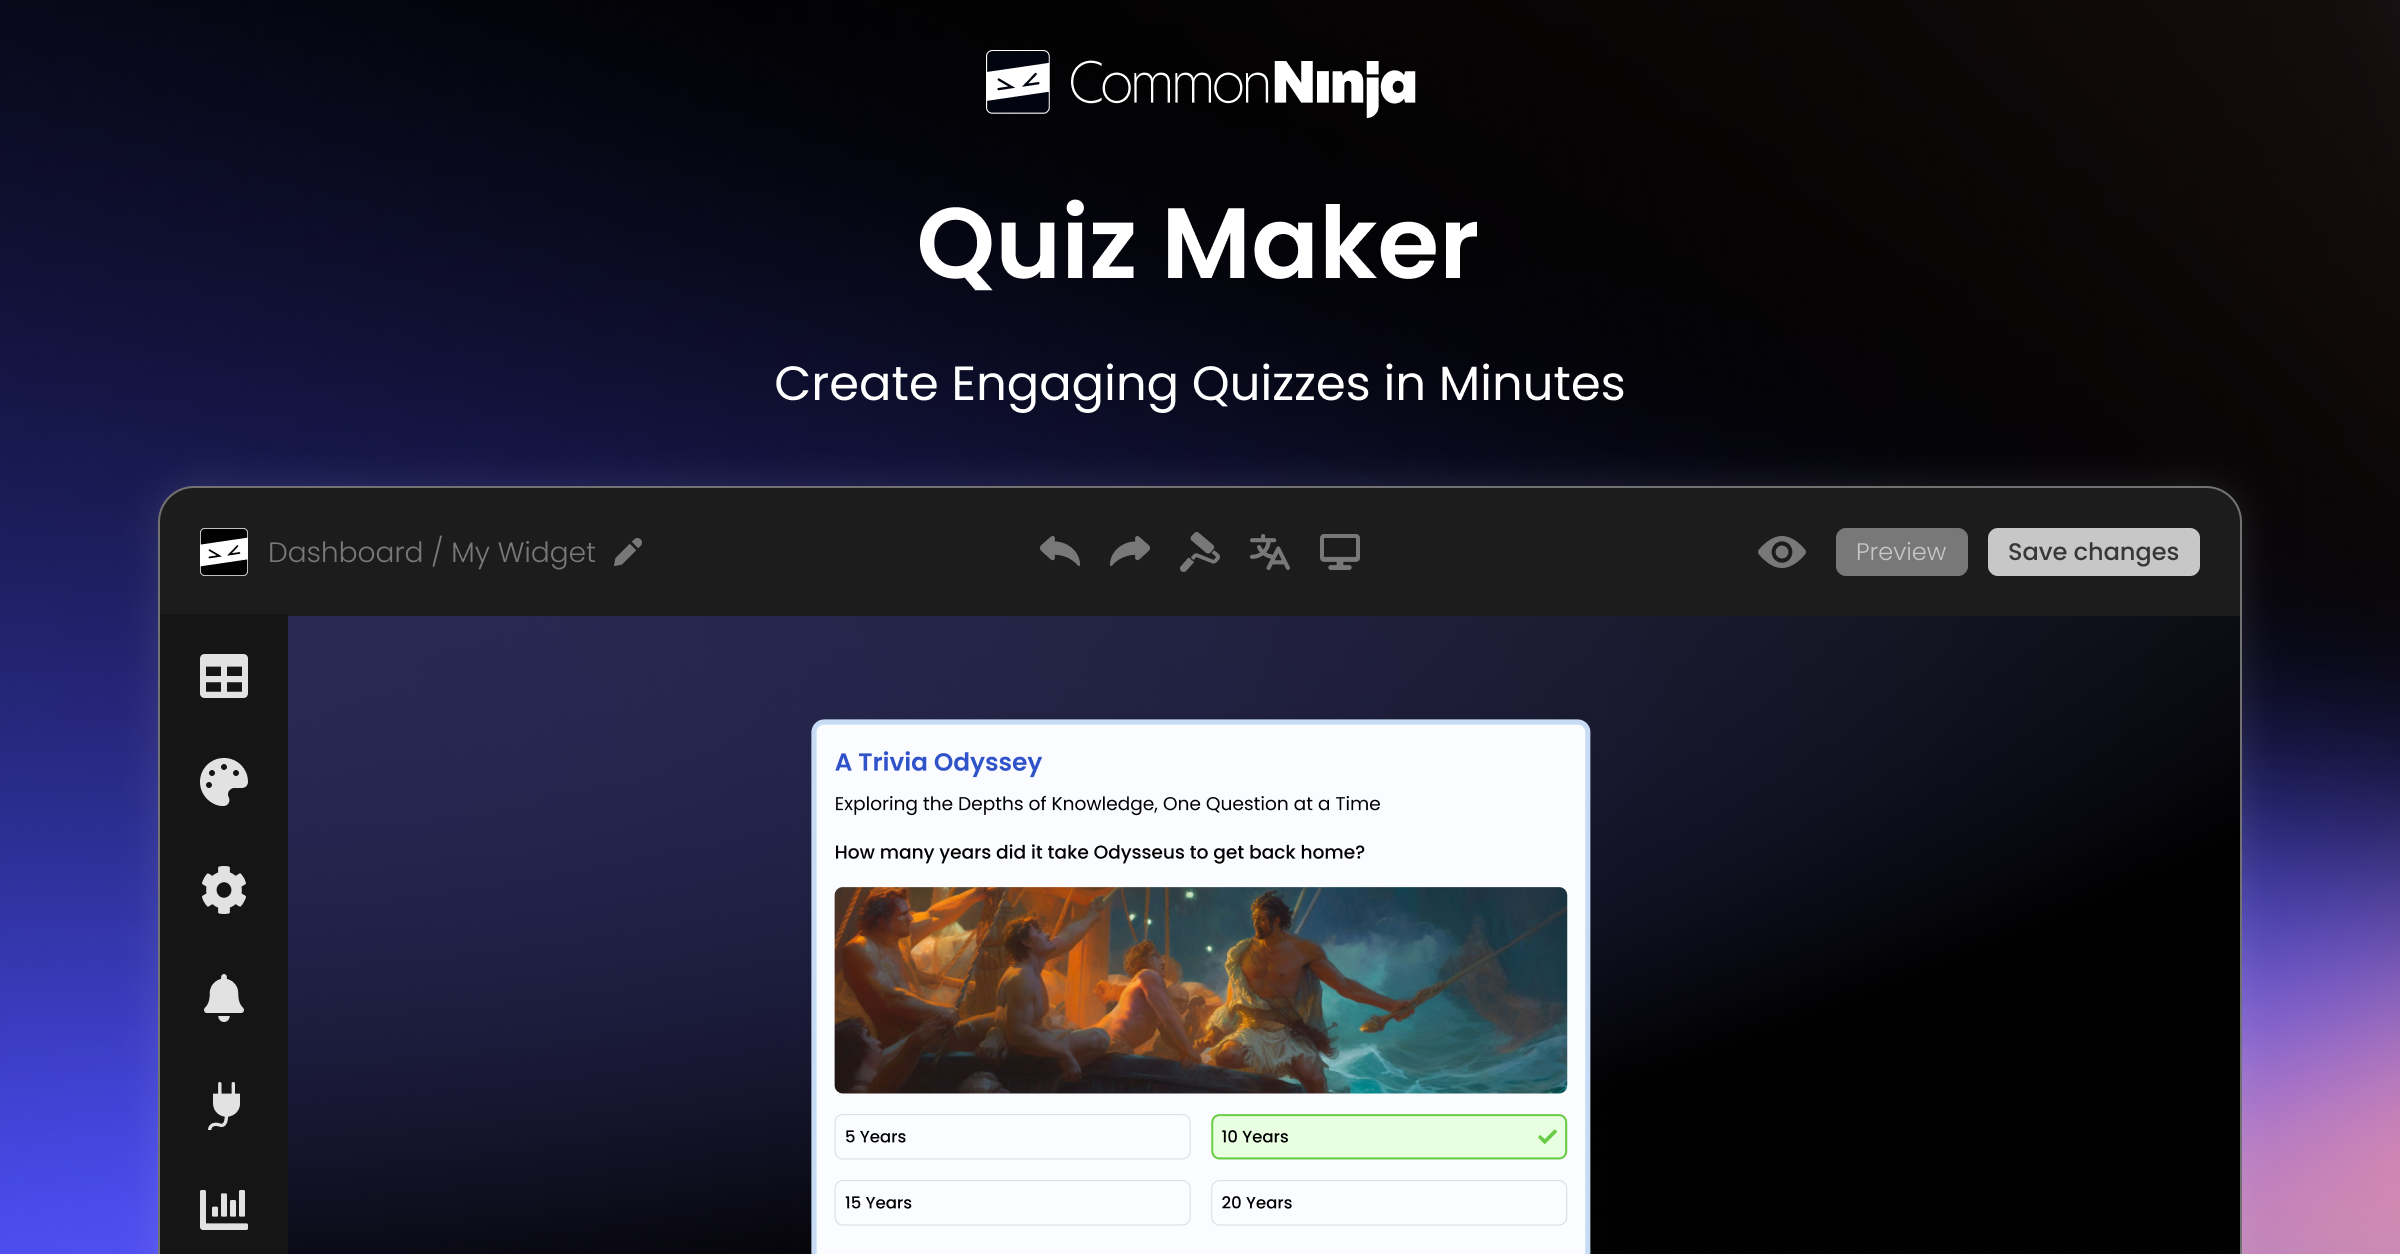 CommonNinja
Quiz Maker
Create Engaging Quizzes in Minutes
Dashboard / My Widget
Preview
Save changes
A Trivia Odyssey
Exploring the Depths of Knowledge, One Question at a Time
How many years did it take Odysseus to get back home?
5 Years
10 Years
15 Years
20 Years